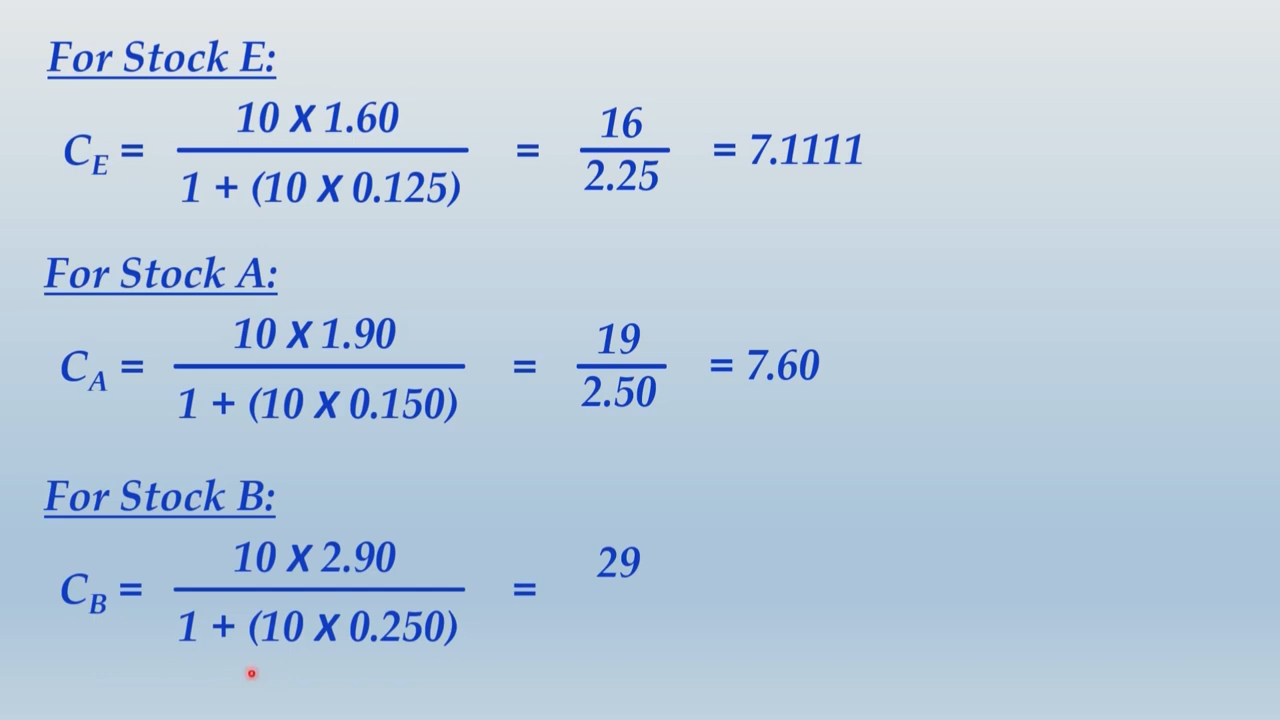 For Stock E:
C_E = 10 X 1.60 / 1 + (10 X 0.125) = 16 / 2.25 = 7.1111
For Stock A:
C_A = 10 X 1.90 / 1 + (10 X 0.150) = 19 / 2.50 = 7.60
For Stock B:
C_B = 10 X 2.90 / 1 + (10 X 0.250) = 29